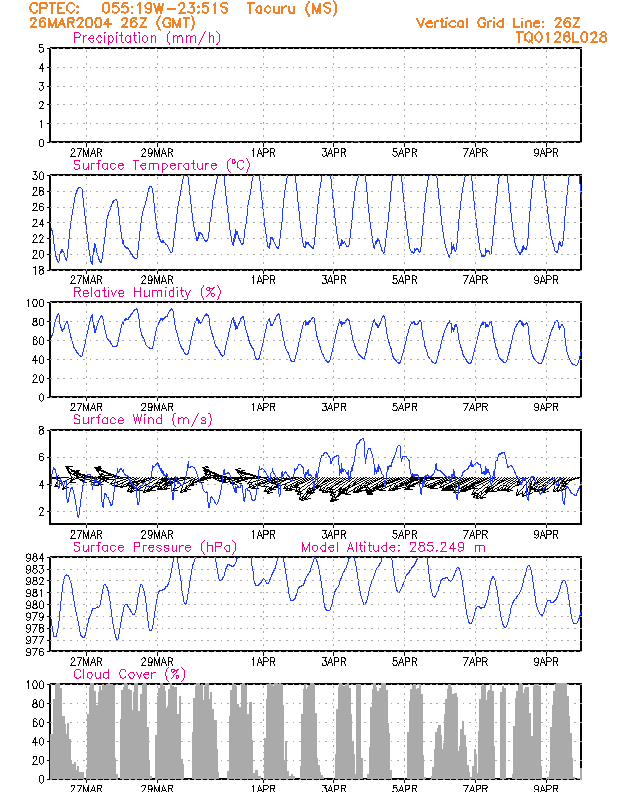 CPTEC: 055:19W-23:51S Tacuru (MS)
26MAR2004 26Z (GMT) Vertical Grid Line: 26Z
Precipitation (mm/h) TQ0126L028
5
4
3
2
1
0
27MAR 29MAR 1APR 3APR 5APR 7APR 9APR
Surface Temperature (ºC)
30
28
26
24
22
20
18
27MAR 29MAR 1APR 3APR 5APR 7APR 9APR
Relative Humidity (%)
100
80
60
40
20
0
27MAR 29MAR 1APR 3APR 5APR 7APR 9APR
Surface Wind (m/s)
8
6
4
2
27MAR 29MAR 1APR 3APR 5APR 7APR 9APR
Surface Pressure (hPa) Model Altitude: 285.249 m
984
983
982
981
980
979
978
977
976
27MAR 29MAR 1APR 3APR 5APR 7APR 9APR
Cloud Cover (%)
100
80
60
40
20
0
27MAR 29MAR 1APR 3APR 5APR 7APR 9APR